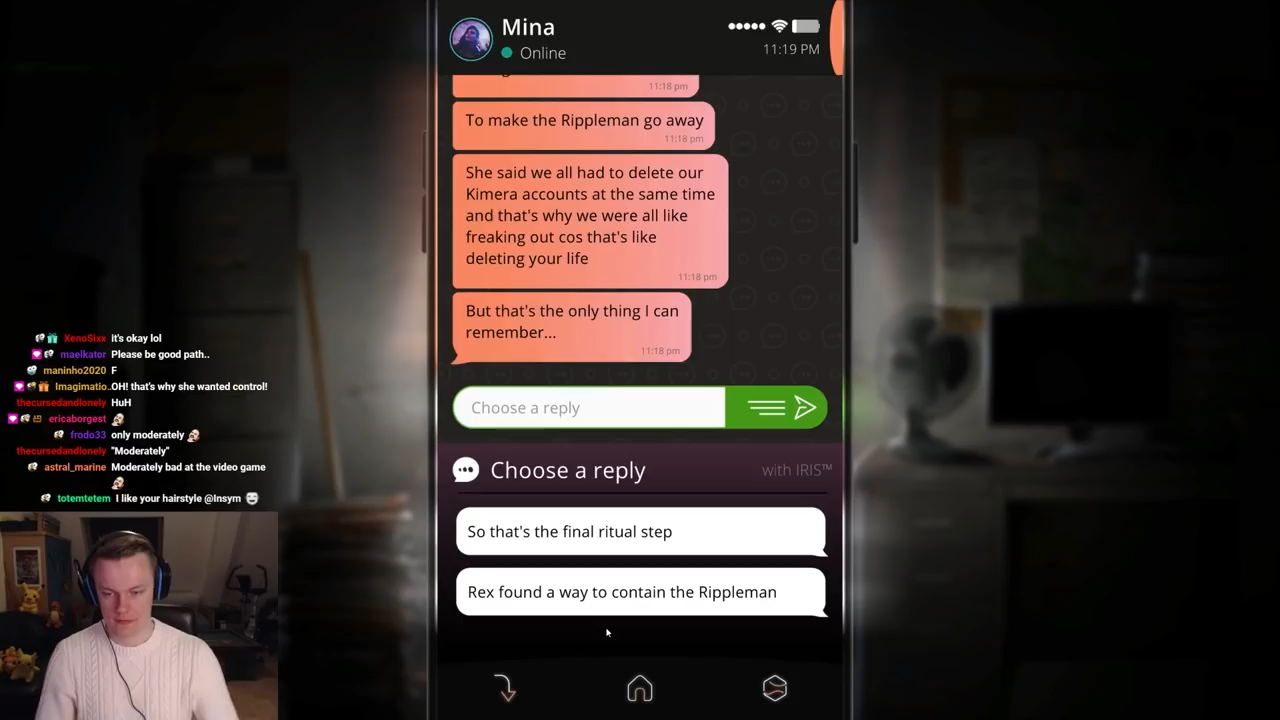 Mina
Online
11:19 PM
11:18 pm
To make the Rippleman go away
11:18 pm
She said we all had to delete our
Kimera accounts at the same time
and that's why we were all like
freaking out cos that's like
deleting your life
11:18 pm
But that's the only thing I can
remember...
11:18 pm
Choose a reply
Choose a reply
with IRIS™
So that's the final ritual step
Rex found a way to contain the Rippleman
XenoSixx it's okay lol
maelkator Please be good path..
maninho2020 F
Imagimatio.. OH! that's why she wanted control!
thecursedandlonely HuH
ericaborgest
frodo33 only moderately
thecursedandlonely "Moderately"
astral_marine Moderately bad at the video game
totemtetem I like your hairstyle @Insym